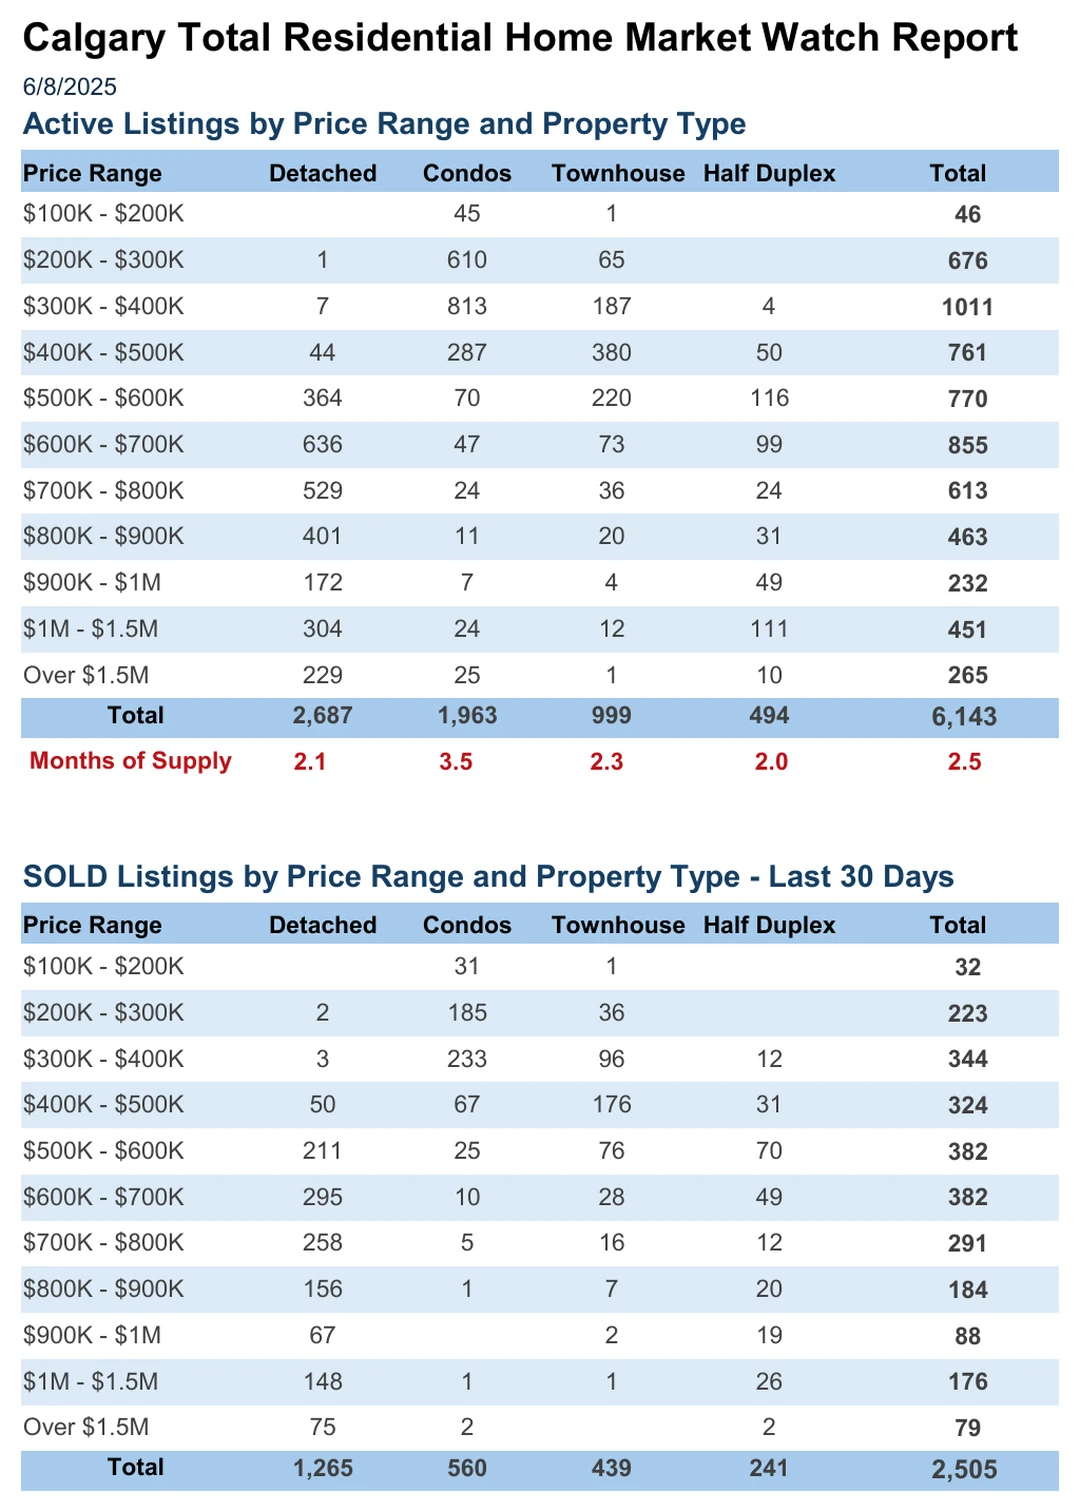 Calgary Total Residential Home Market Watch Report
6/8/2025
Active Listings by Price Range and Property Type
Price Range Detached Condos Townhouse Half Duplex Total
$100K - $200K 45 1 46
$200K - $300K 1 610 65 676
$300K - $400K 7 813 187 4 1011
$400K - $500K 44 287 380 50 761
$500K - $600K 364 70 220 116 770
$600K - $700K 636 47 73 99 855
$700K - $800K 529 24 36 24 613
$800K - $900K 401 11 20 31 463
$900K - $1M 172 7 4 49 232
$1M - $1.5M 304 24 12 111 451
Over $1.5M 229 25 1 10 265
Total 2,687 1,963 999 494 6,143
Months of Supply 2.1 3.5 2.3 2.0 2.5
SOLD Listings by Price Range and Property Type - Last 30 Days
Price Range Detached Condos Townhouse Half Duplex Total
$100K - $200K 31 1 32
$200K - $300K 2 185 36 223
$300K - $400K 3 233 96 12 344
$400K - $500K 50 67 176 31 324
$500K - $600K 211 25 76 70 382
$600K - $700K 295 10 28 49 382
$700K - $800K 258 5 16 12 291
$800K - $900K 156 1 7 20 184
$900K - $1M 67 2 19 88
$1M - $1.5M 148 1 1 26 176
Over $1.5M 75 2 2 79
Total 1,265 560 439 241 2,505